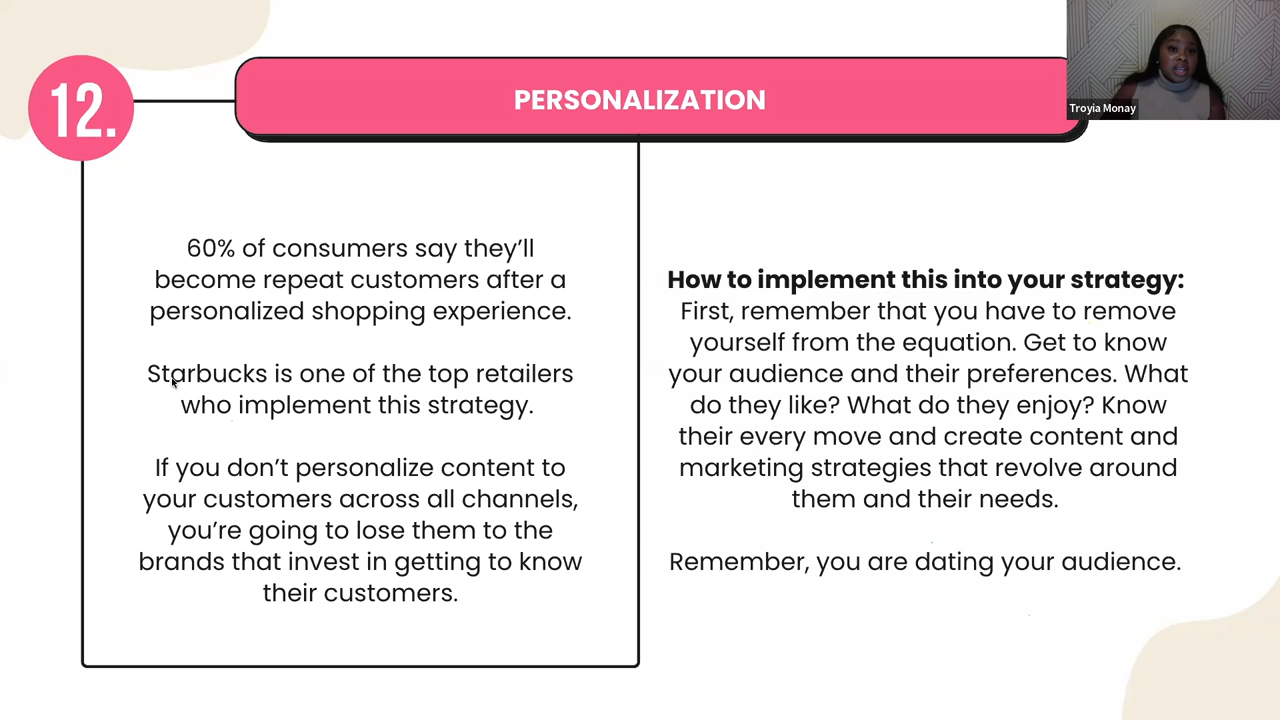 12.
PERSONALIZATION
Troyia Monay
60% of consumers say they’ll
become repeat customers after a
personalized shopping experience.
Starbucks is one of the top retailers
who implement this strategy.
If you don’t personalize content to
your customers across all channels,
you’re going to lose them to the
brands that invest in getting to know
their customers.
How to implement this into your strategy:
First, remember that you have to remove
yourself from the equation. Get to know
your audience and their preferences. What
do they like? What do they enjoy? Know
their every move and create content and
marketing strategies that revolve around
them and their needs.
Remember, you are dating your audience.